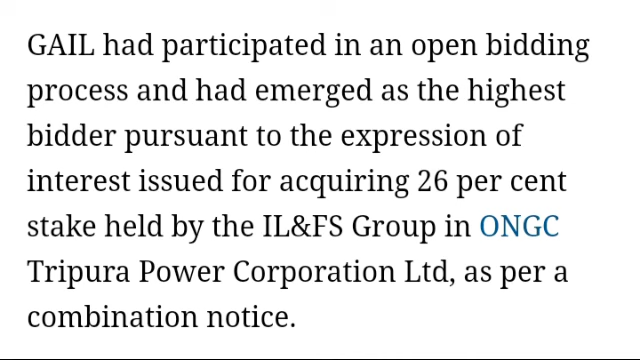 GAIL had participated in an open bidding
process and had emerged as the highest
bidder pursuant to the expression of
interest issued for acquiring 26 per cent
stake held by the IL&FS Group in ONGC
Tripura Power Corporation Ltd, as per a
combination notice.